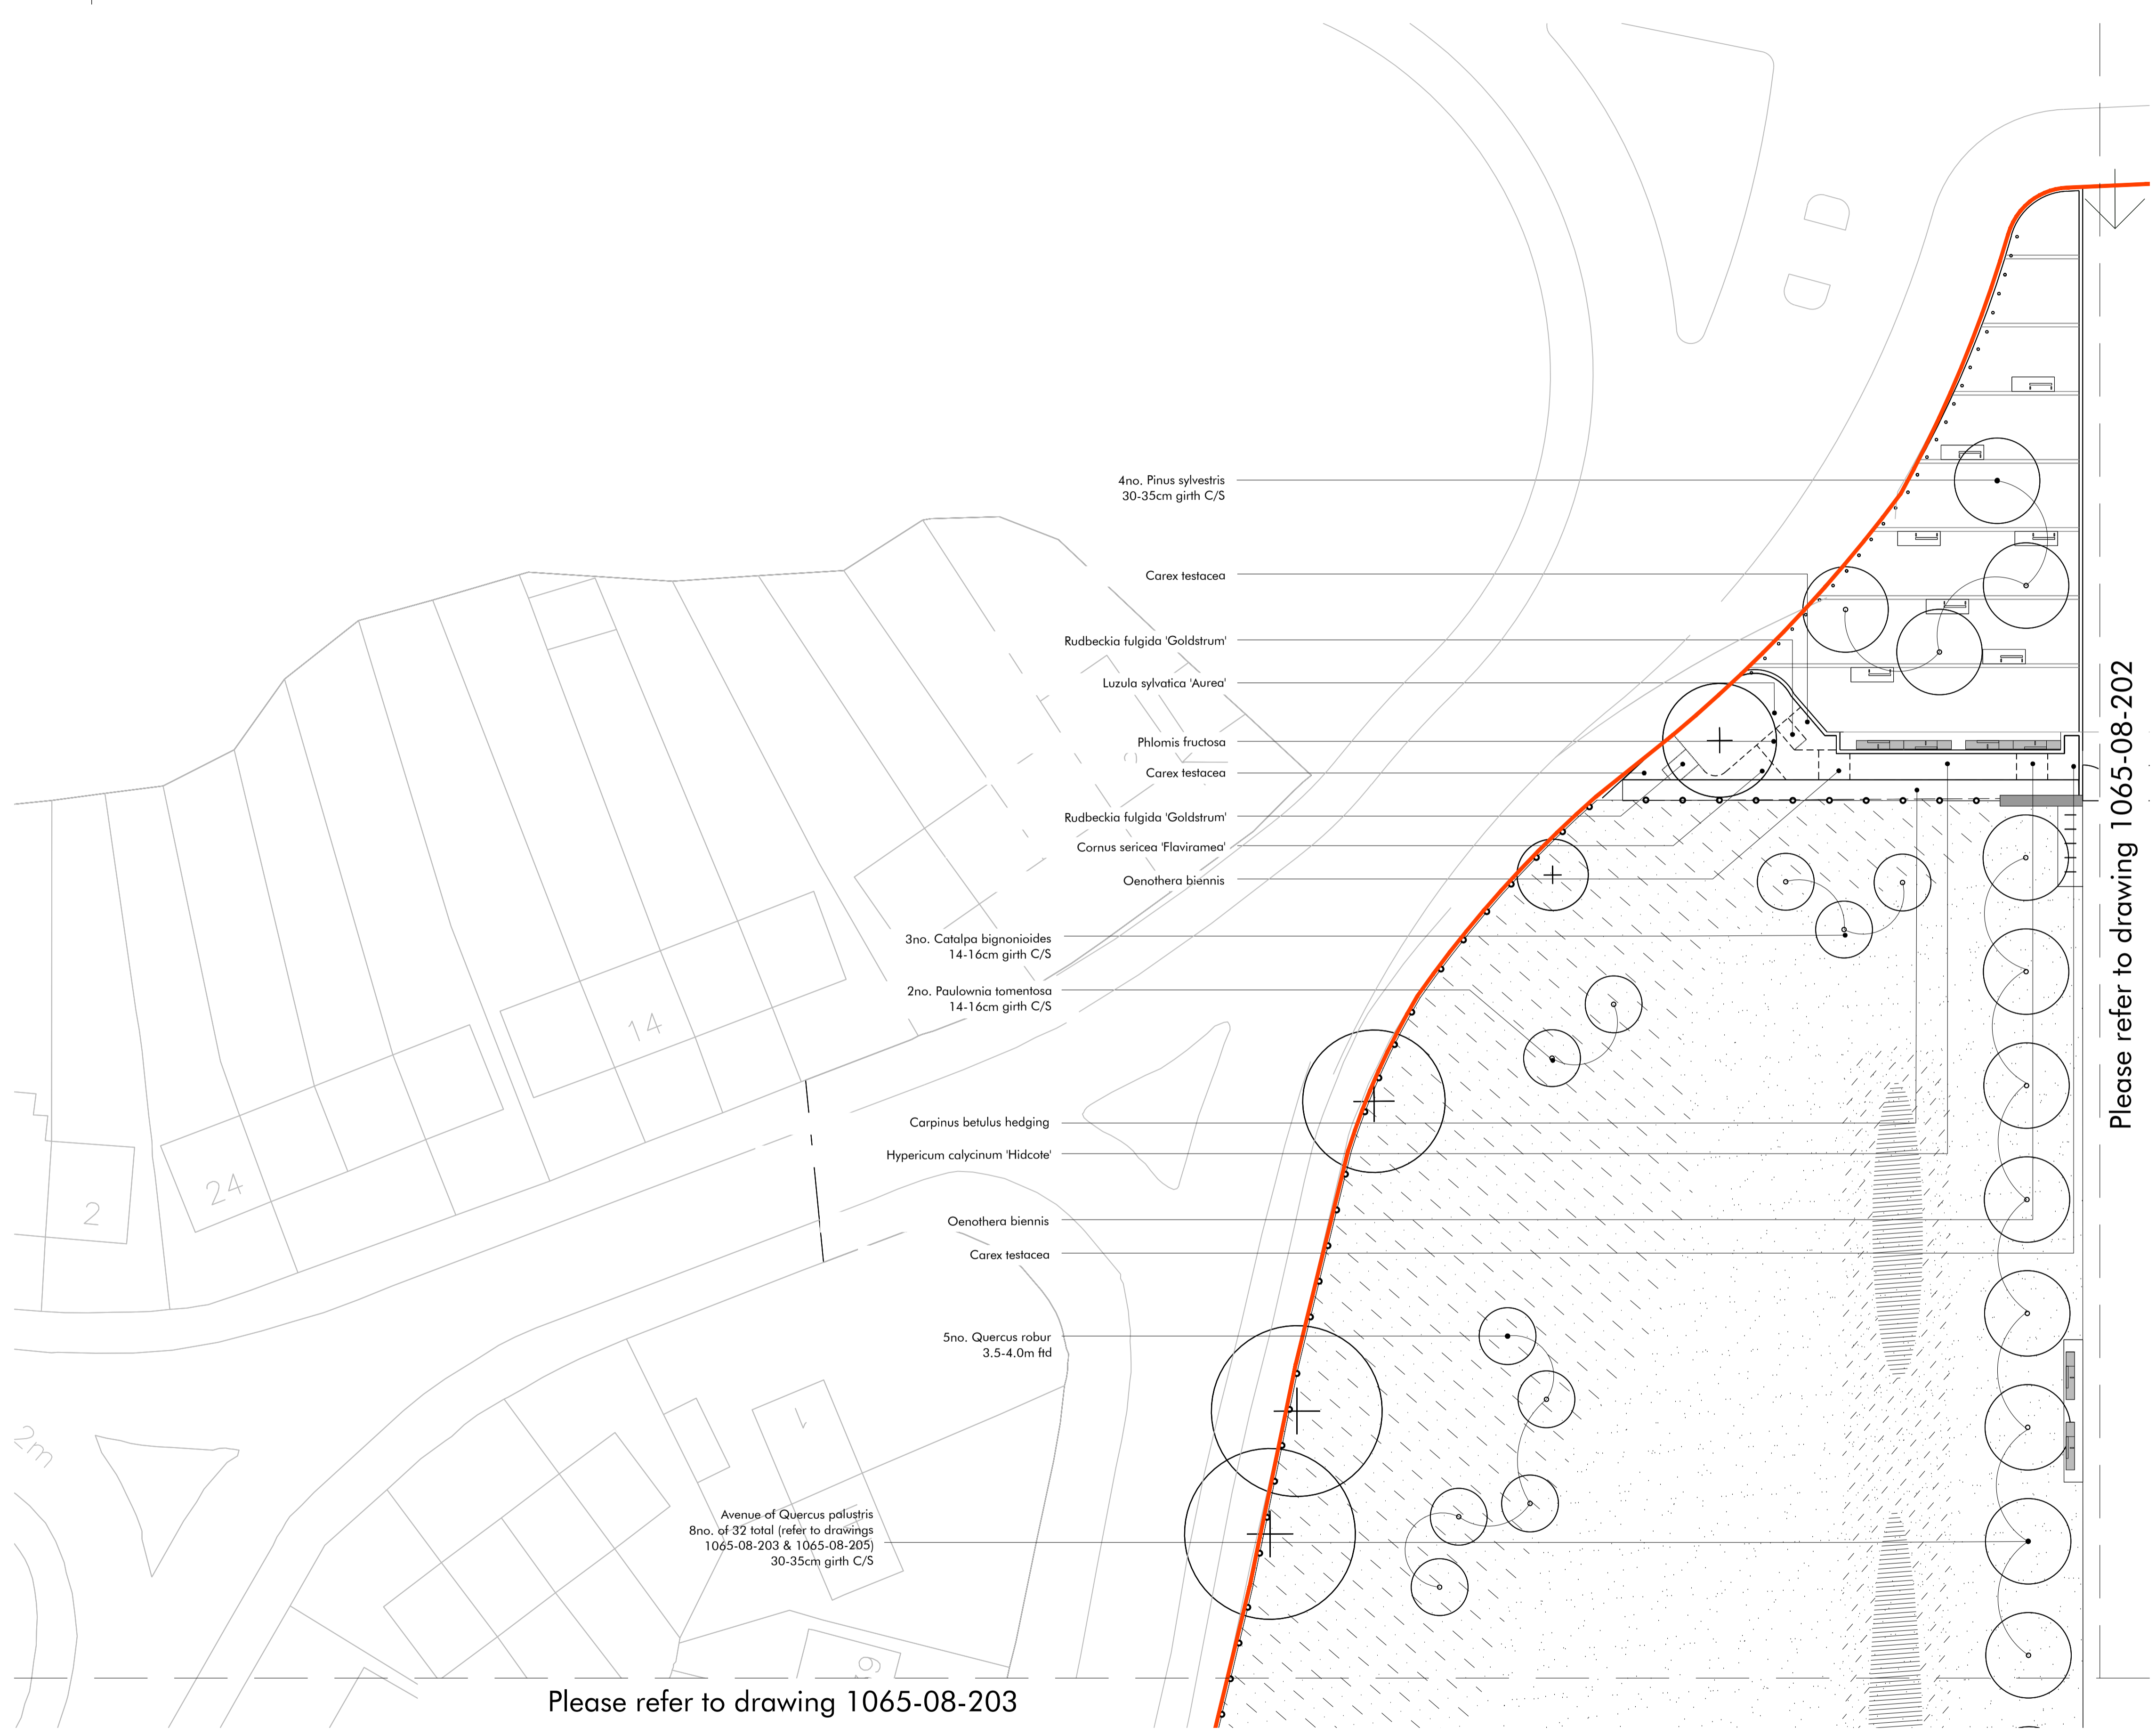 4no. Pinus sylvestris
30-35cm girth C/S
Carex testacea
Rudbeckia fulgida 'Goldstrum'
Luzula sylvatica 'Aurea'
Phlomis fructosa
Carex testacea
Rudbeckia fulgida 'Goldstrum'
Cornus sericea 'Flaviramea'
Oenothera biennis
3no. Catalpa bignonioides
14-16cm girth C/S
2no. Paulownia tomentosa
14-16cm girth C/S
14
24
2
Carpinus betulus hedging
Hypericum calycinum 'Hidcote'
Oenothera biennis
Carex testacea
5no. Quercus robur
3.5-4.0m ftd
2m
1
Avenue of Quercus palustris
8no. of 32 total (refer to drawings
1065-08-203 & 1065-08-205)
30-35cm girth C/S
Please refer to drawing 1065-08-203
Please refer to drawing 1065-08-202